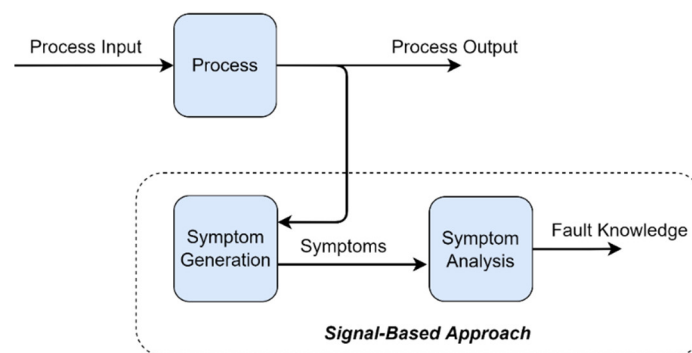 Process Input
Process
Process Output
Symptom
Generation
Symptoms
Symptom
Analysis
Fault Knowledge
Signal-Based Approach